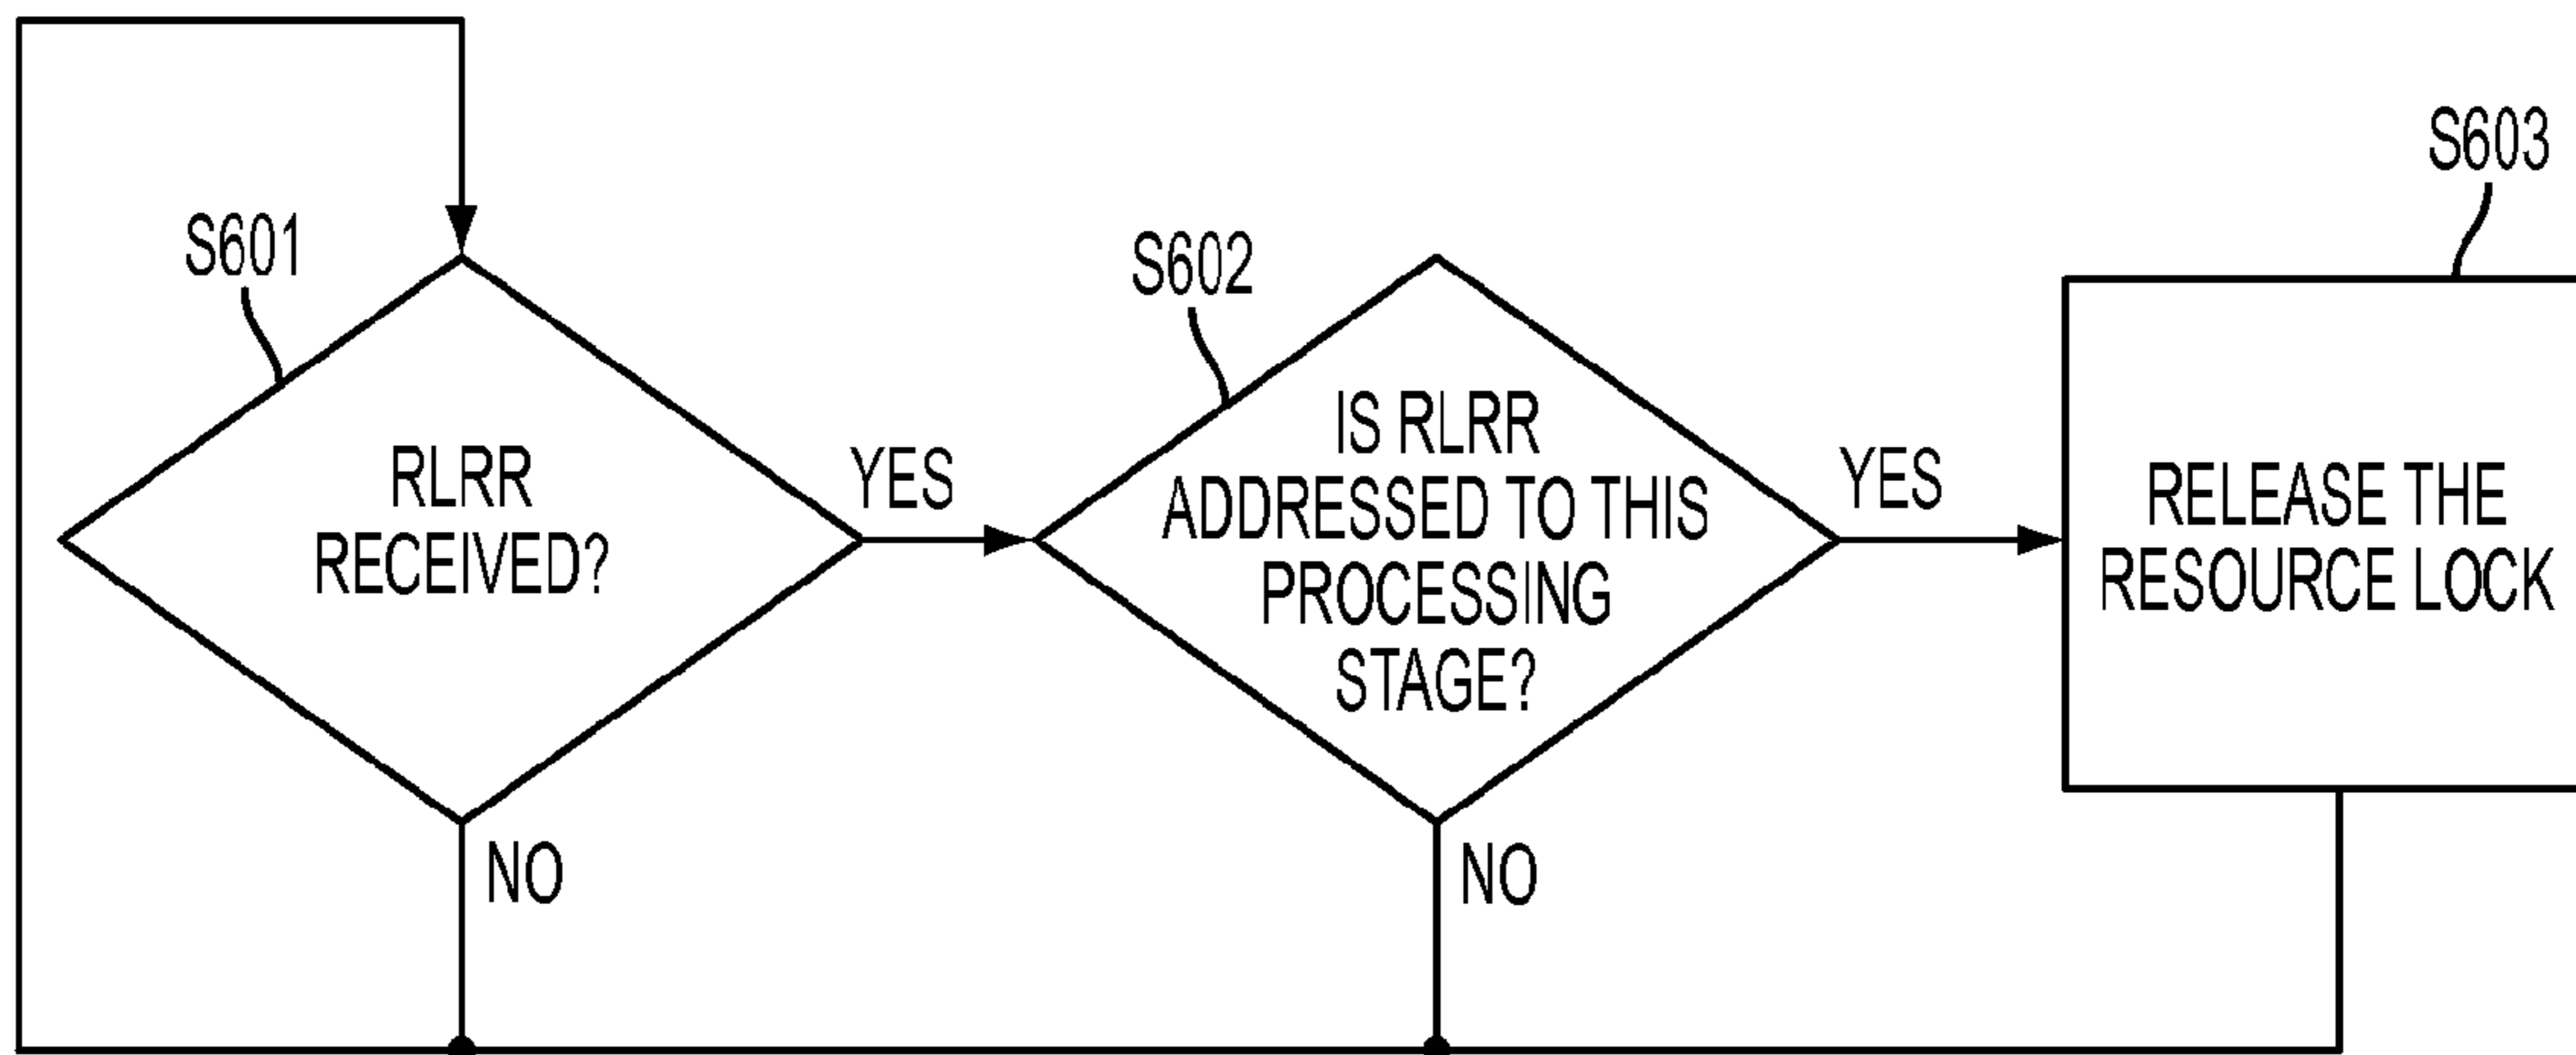 S601
RLRR
RECEIVED?
YES
NO
S602
IS RLRR
ADDRESSED TO THIS
PROCESSING
STAGE?
YES
NO
S603
RELEASE THE
RESOURCE LOCK